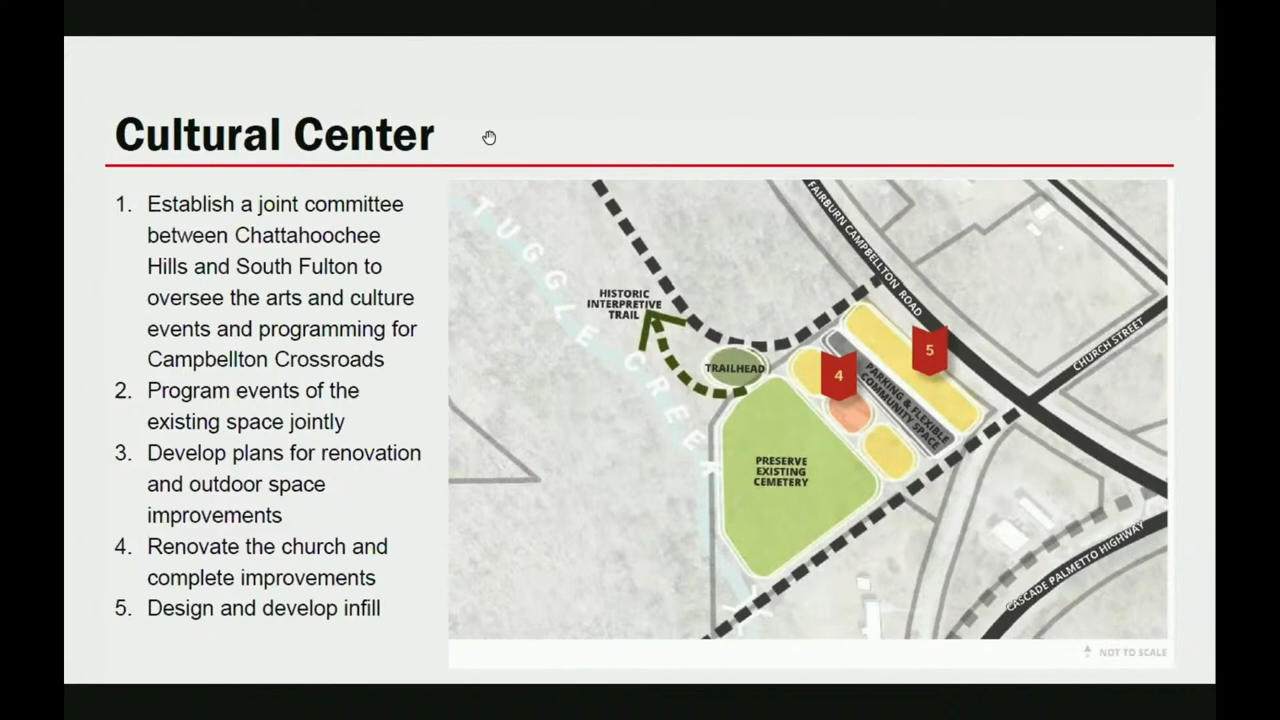 Cultural Center
1. Establish a joint committee
between Chattahoochee
Hills and South Fulton to
oversee the arts and culture
events and programming for
Campbellton Crossroads
2. Program events of the
existing space jointly
3. Develop plans for renovation
and outdoor space
improvements
4. Renovate the church and
complete improvements
5. Design and develop infill
TUGGLE CREEK
HISTORIC
INTERPRETIVE
TRAIL
TRAILHEAD
PRESERVE
EXISTING
CEMETERY
4
5
PARKING & FLEXIBLE
COMMUNITY SPACE
FAIRBURN CAMPBELLTON ROAD
CHURCH STREET
CASCADE PALMETTO HIGHWAY
NOT TO SCALE